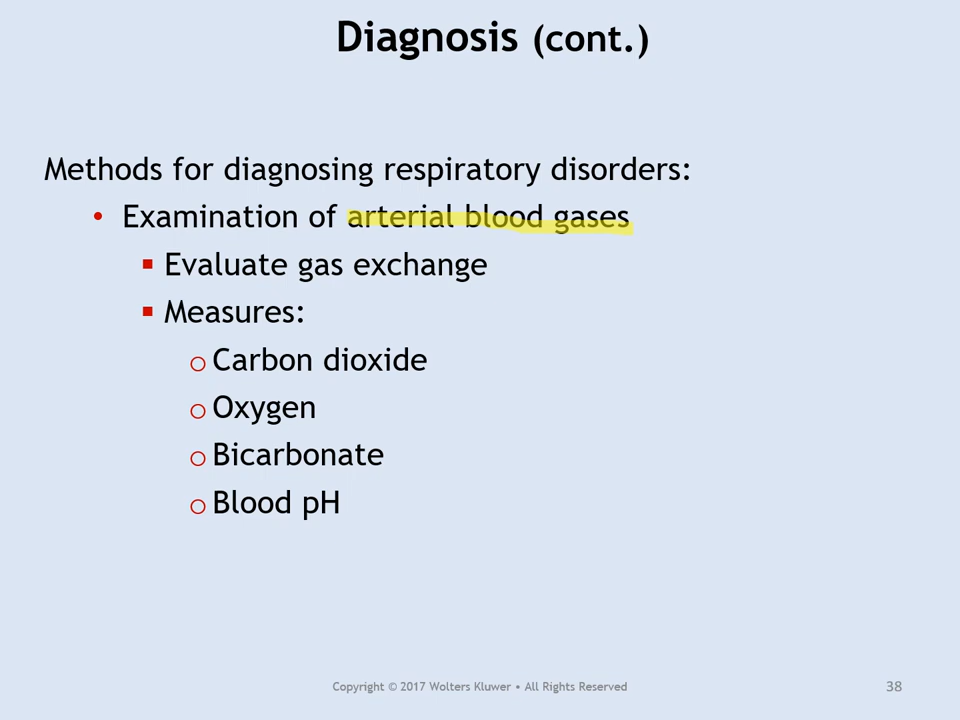 Diagnosis (cont.)
Methods for diagnosing respiratory disorders:
• Examination of arterial blood gases
▪ Evaluate gas exchange
▪ Measures:
o Carbon dioxide
o Oxygen
o Bicarbonate
o Blood pH
Copyright © 2017 Wolters Kluwer • All Rights Reserved
38